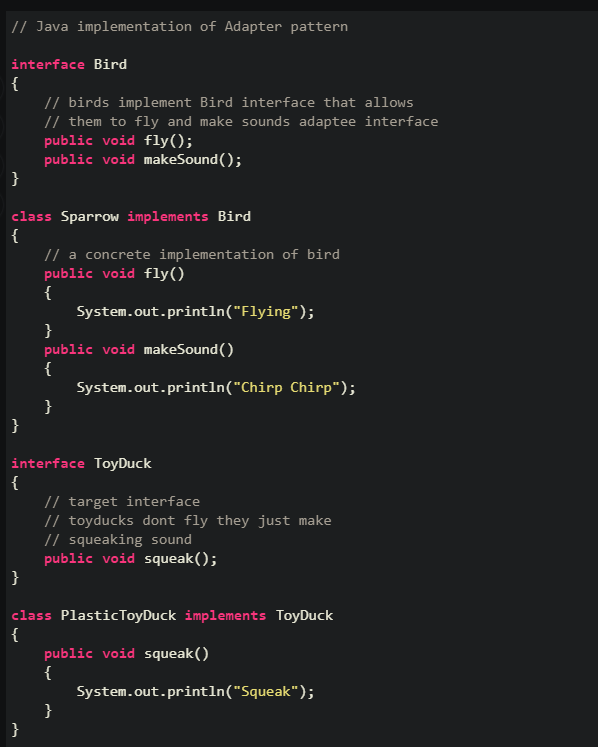 // Java implementation of Adapter pattern
interface Bird
{
// birds implement Bird interface that allows
// them to fly and make sounds adaptee interface
public void fly();
public void makeSound();
}
class Sparrow implements Bird
{
// a concrete implementation of bird
public void fly()
{
System.out.println("Flying");
}
public void makeSound()
{
System.out.println("Chirp Chirp");
}
}
interface ToyDuck
{
// target interface
// toyducks dont fly they just make
// squeaking sound
public void squeak();
}
class PlasticToyDuck implements ToyDuck
{
public void squeak()
{
System.out.println("Squeak");
}
}